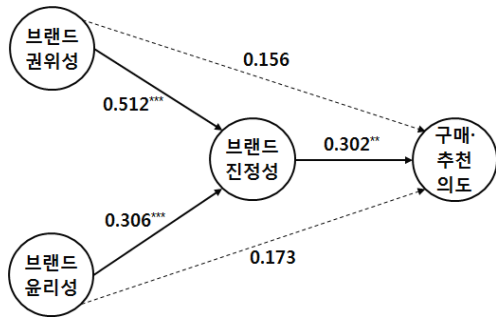 브랜드
권위성
0.156
0.512***
브랜드
진정성
0.302**
구매·
추천
의도
0.306***
브랜드
윤리성
0.173